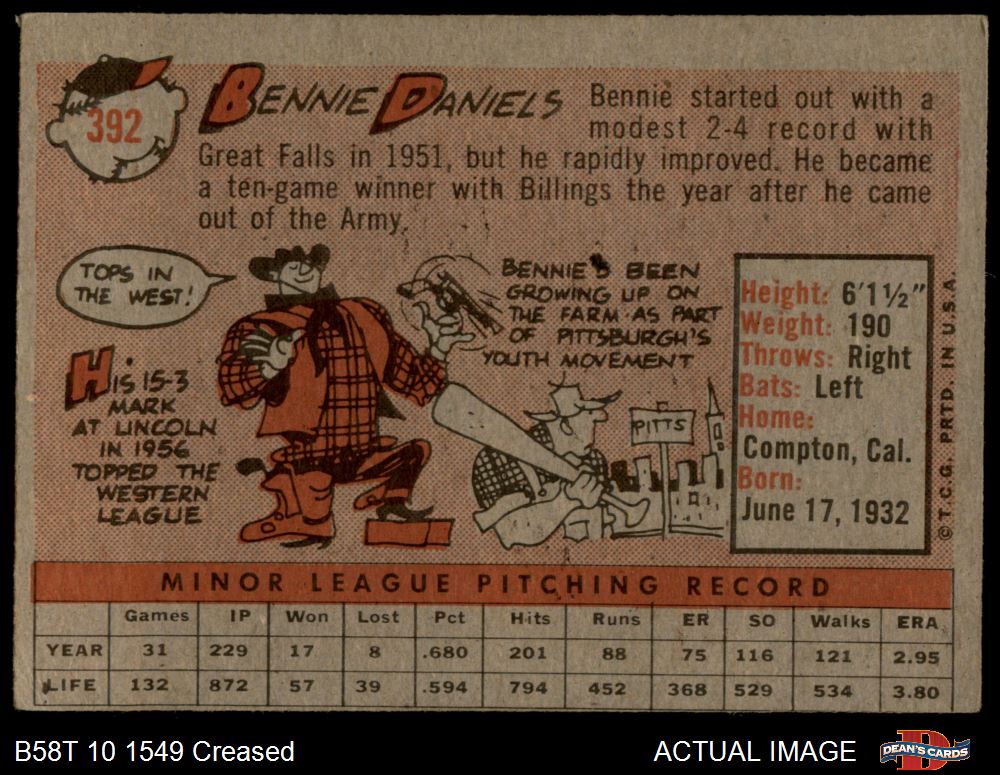 392
BENNIE DANIELS
Bennie started out with a
modest 2-4 record with
Great Falls in 1951, but he rapidly improved. He became
a ten-game winner with Billings the year after he came
out of the Army.
TOPS IN
THE WEST!
HIS 15-3
MARK
AT LINCOLN
IN 1956
TOPPED THE
WESTERN
LEAGUE
BENNIE'S BEEN
GROWING UP ON
THE FARM AS PART
OF PITTSBURGH'S
YOUTH MOVEMENT
PITTS
Height: 6'1½"
Weight: 190
Throws: Right
Bats: Left
Home:
Compton, Cal.
Born:
June 17, 1932
© T.C.G. PRTD. IN U.S.A.
MINOR LEAGUE PITCHING RECORD
Games IP Won Lost Pct Hits Runs ER SO Walks ERA
YEAR 31 229 17 8 .680 201 88 75 116 121 2.95
LIFE 132 872 57 39 .594 794 452 368 529 534 3.80
B58T 10 1549 Creased
ACTUAL IMAGE
D
DEAN'S CARDS